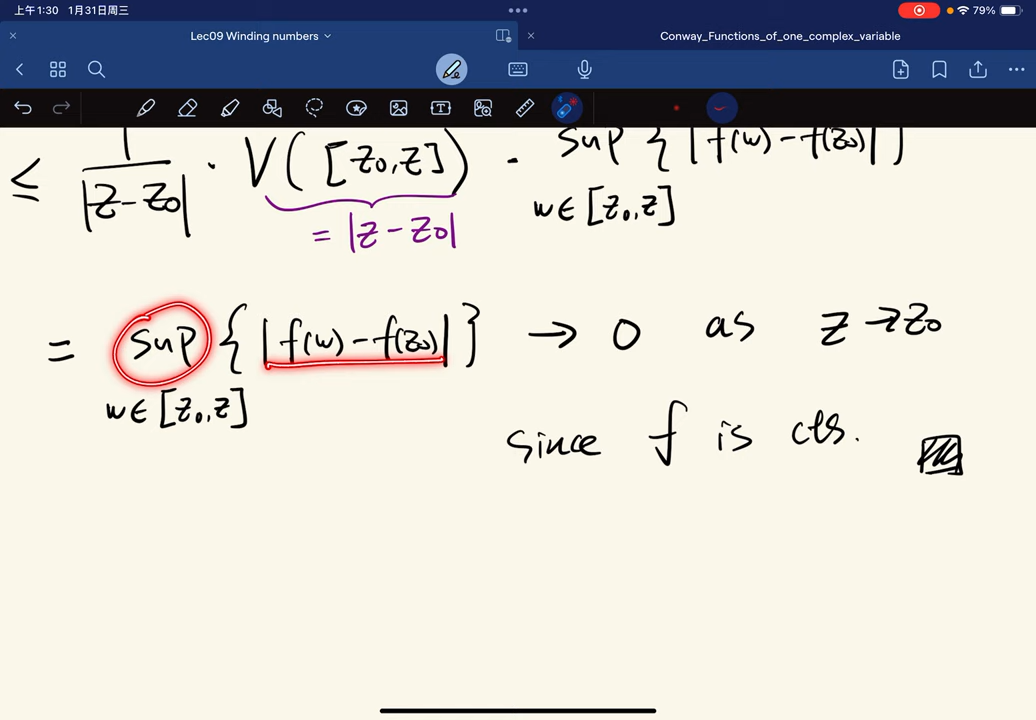 上午1:30 1月31日周三
79%
Lec09 Winding numbers
Conway_Functions_of_one_complex_variable
≤ 1/|z-z₀| · V([z₀,z]) · sup{|f(w)-f(z₀)|}
w∈[z₀,z]
= |z-z₀|
= sup{|f(w)-f(z₀)|} → 0 as z→z₀
w∈[z₀,z]
since f is cts.